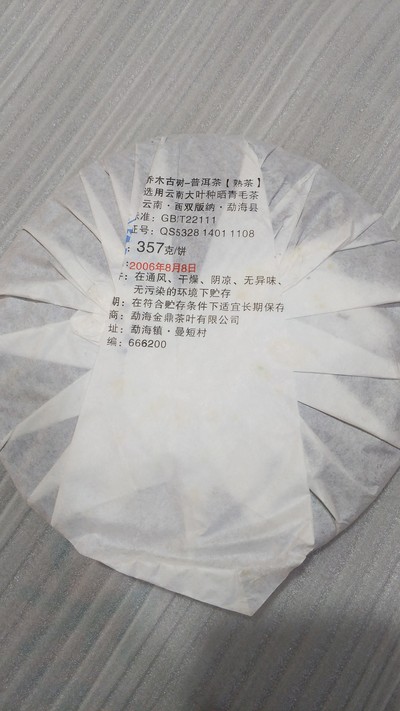 乔木古树-普洱茶【熟茶】
选用云南大叶种晒青毛茶
云南·西双版纳·勐海县
准: GB/T22111
证号: QS5328 1401 1108
: 357克/饼
:2006年8月8日
: 在通风、干燥、阴凉、无异味、
无污染的环境下贮存
期: 在符合贮存条件下适宜长期保存
商: 勐海金鼎茶叶有限公司
址: 勐海镇·曼短村
编: 666200